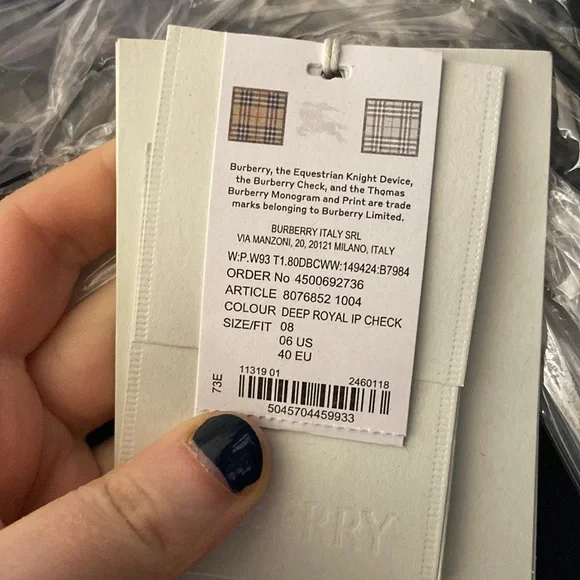 Burberry, the Equestrian Knight Device,
the Burberry Check, and the Thomas
Burberry Monogram and Print are trade
marks belonging to Burberry Limited.
BURBERRY ITALY SRL
VIA MANZONI, 20, 20121 MILANO, ITALY
W:P.W93 T1.80DBCWW:149424:B7984
ORDER No 4500692736
ARTICLE 8076852 1004
COLOUR DEEP ROYAL IP CHECK
SIZE/FIT 08
06 US
40 EU
73E
11319 01 2460118
5045704459933
RRY